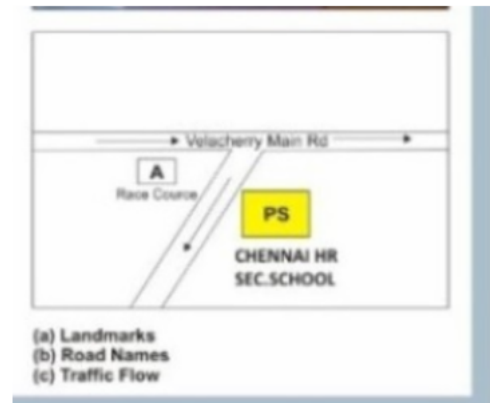 Velacherry Main Rd
A
Race Cource
PS
CHENNAI HR
SEC.SCHOOL
(a) Landmarks
(b) Road Names
(c) Traffic Flow